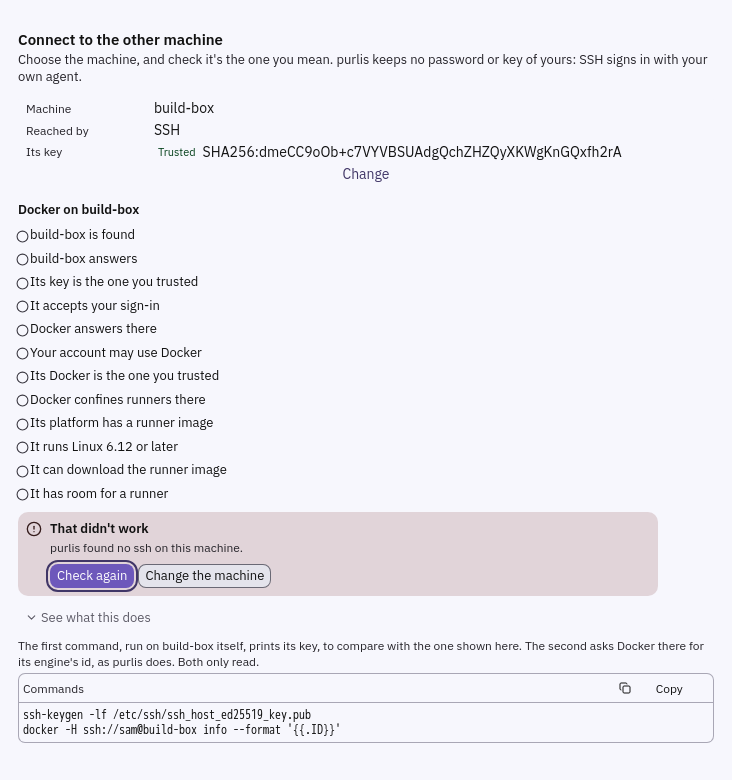 Connect to the other machine
Choose the machine, and check it's the one you mean. purlis keeps no password or key of yours: SSH signs in with your
own agent.
Machine build-box
Reached by SSH
Its key Trusted SHA256:dmeCC9oOb+c7VYVBSUAdgQchZHZQyXKWgKnGQxfh2rA
Change
Docker on build-box
build-box is found
build-box answers
Its key is the one you trusted
It accepts your sign-in
Docker answers there
Your account may use Docker
Its Docker is the one you trusted
Docker confines runners there
Its platform has a runner image
It runs Linux 6.12 or later
It can download the runner image
It has room for a runner
That didn't work
purlis found no ssh on this machine.
Check again Change the machine
See what this does
The first command, run on build-box itself, prints its key, to compare with the one shown here. The second asks Docker there for
its engine's id, as purlis does. Both only read.
Commands Copy
ssh-keygen -lf /etc/ssh/ssh_host_ed25519_key.pub
docker -H ssh://sam@build-box info --format '{{.ID}}'